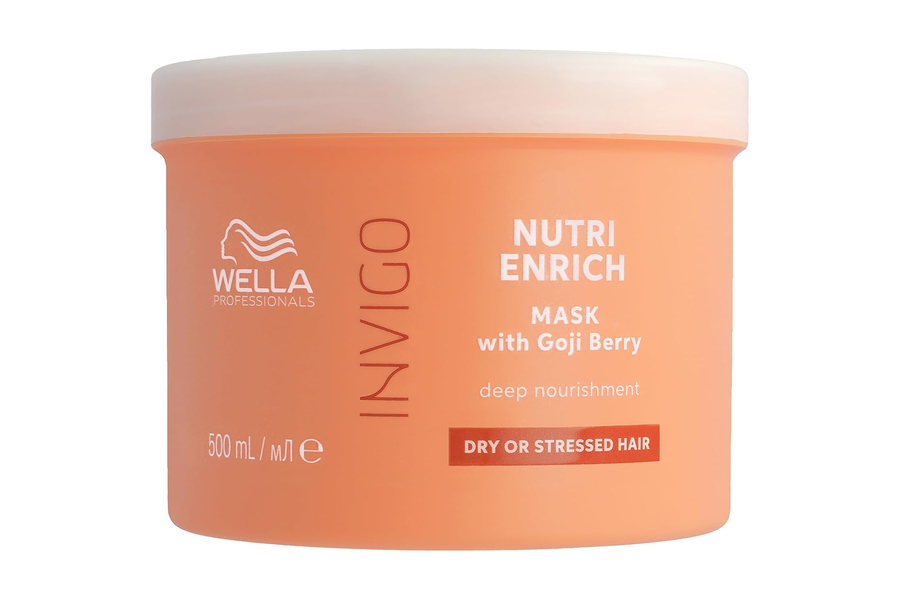 WELLA
PROFESSIONALS
INVIGO
NUTRI
ENRICH
MASK
with Goji Berry
deep nourishment
DRY OR STRESSED HAIR
500 mL / мЛ e